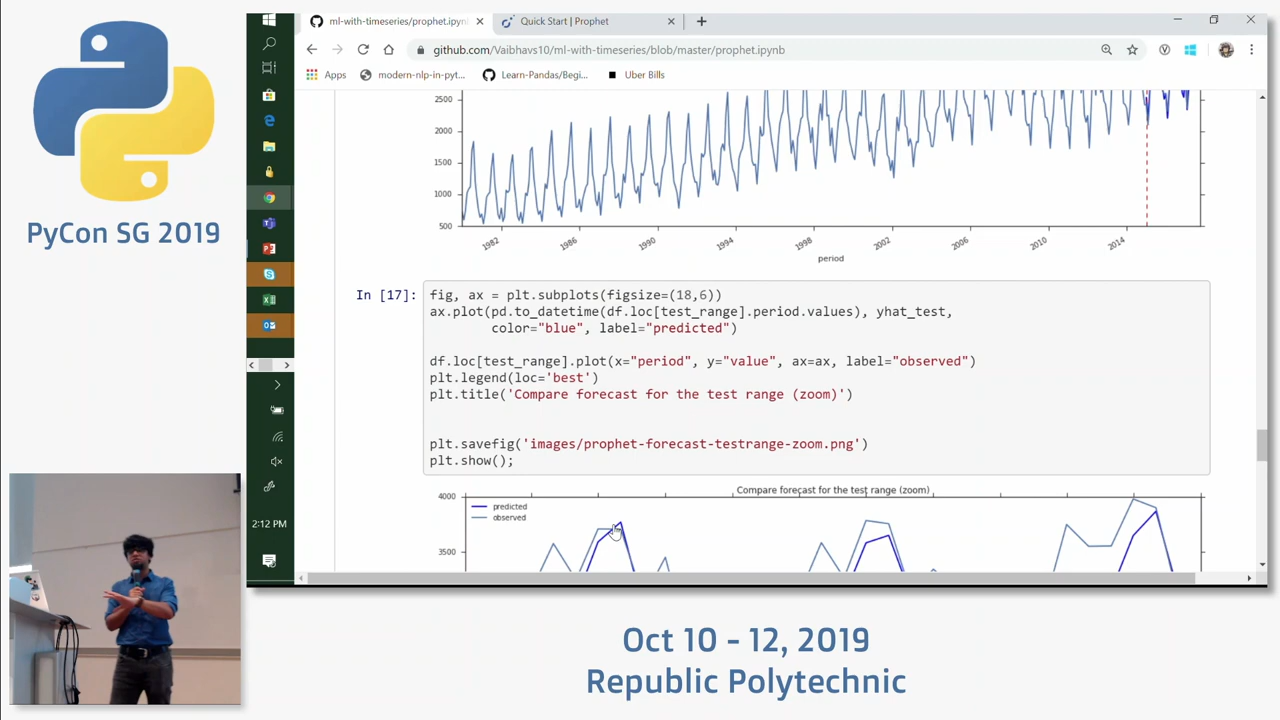 PyCon SG 2019
ml-with-timeseries/prophet.ipynb
Quick Start | Prophet
github.com/Vaibhavs10/ml-with-timeseries/blob/master/prophet.ipynb
Apps
modern-nlp-in-pyt...
Learn-Pandas/Begi...
Uber Bills
2500
2000
1500
1000
500
1982
1986
1990
1994
1998
2002
2006
2010
2014
period
In [17]:
fig, ax = plt.subplots(figsize=(18,6))
ax.plot(pd.to_datetime(df.loc[test_range].period.values), yhat_test,
color="blue", label="predicted")
df.loc[test_range].plot(x="period", y="value", ax=ax, label="observed")
plt.legend(loc='best')
plt.title('Compare forecast for the test range (zoom)')
plt.savefig('images/prophet-forecast-testrange-zoom.png')
plt.show();
Compare forecast for the test range (zoom)
4000
predicted
observed
3500
2:12 PM
Oct 10 - 12, 2019
Republic Polytechnic